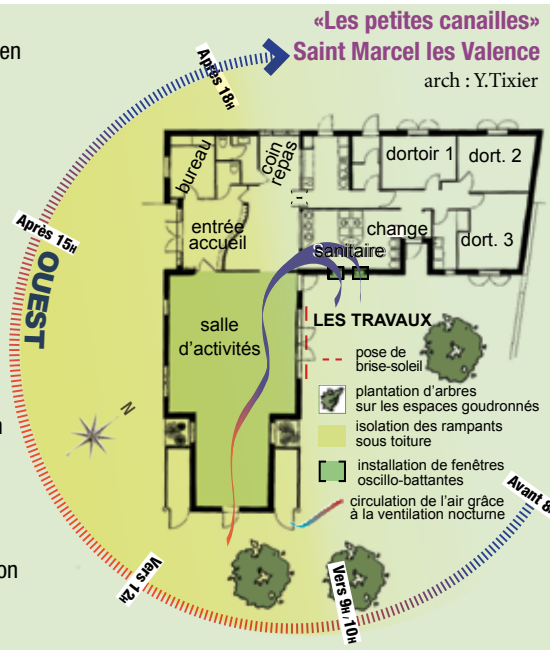 «Les petites canailles»
Saint Marcel les Valence
arch : Y.Tixier
en
Après 18H
bureau
coin
repas
dortoir 1
dort. 2
Après 15H
OUEST
entrée
accueil
change
dort. 3
sanitaire
salle
d'activités
LES TRAVAUX
pose de
brise-soleil
plantation d'arbres
sur les espaces goudronnés
isolation des rampants
sous toiture
installation de fenêtres
oscillo-battantes
circulation de l'air grâce
à la ventilation nocturne
N
Avant 8
Vers 12H
Vers 9H/10H
on